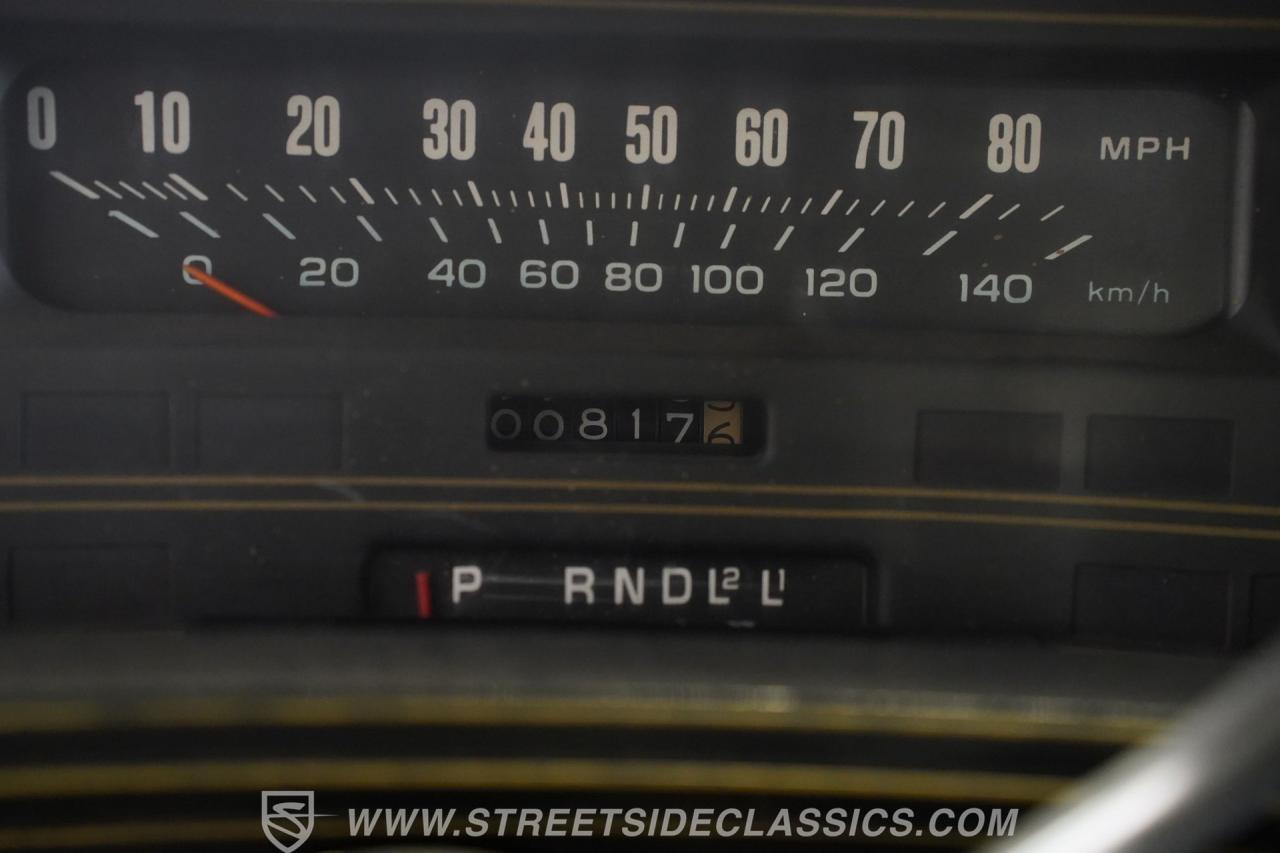 0 10 20 30 40 50 60 70 80 MPH
0 20 40 60 80 100 120 140 km/h
00817
P RNDL2 L1
WWW.STREETSIDECLASSICS.COM